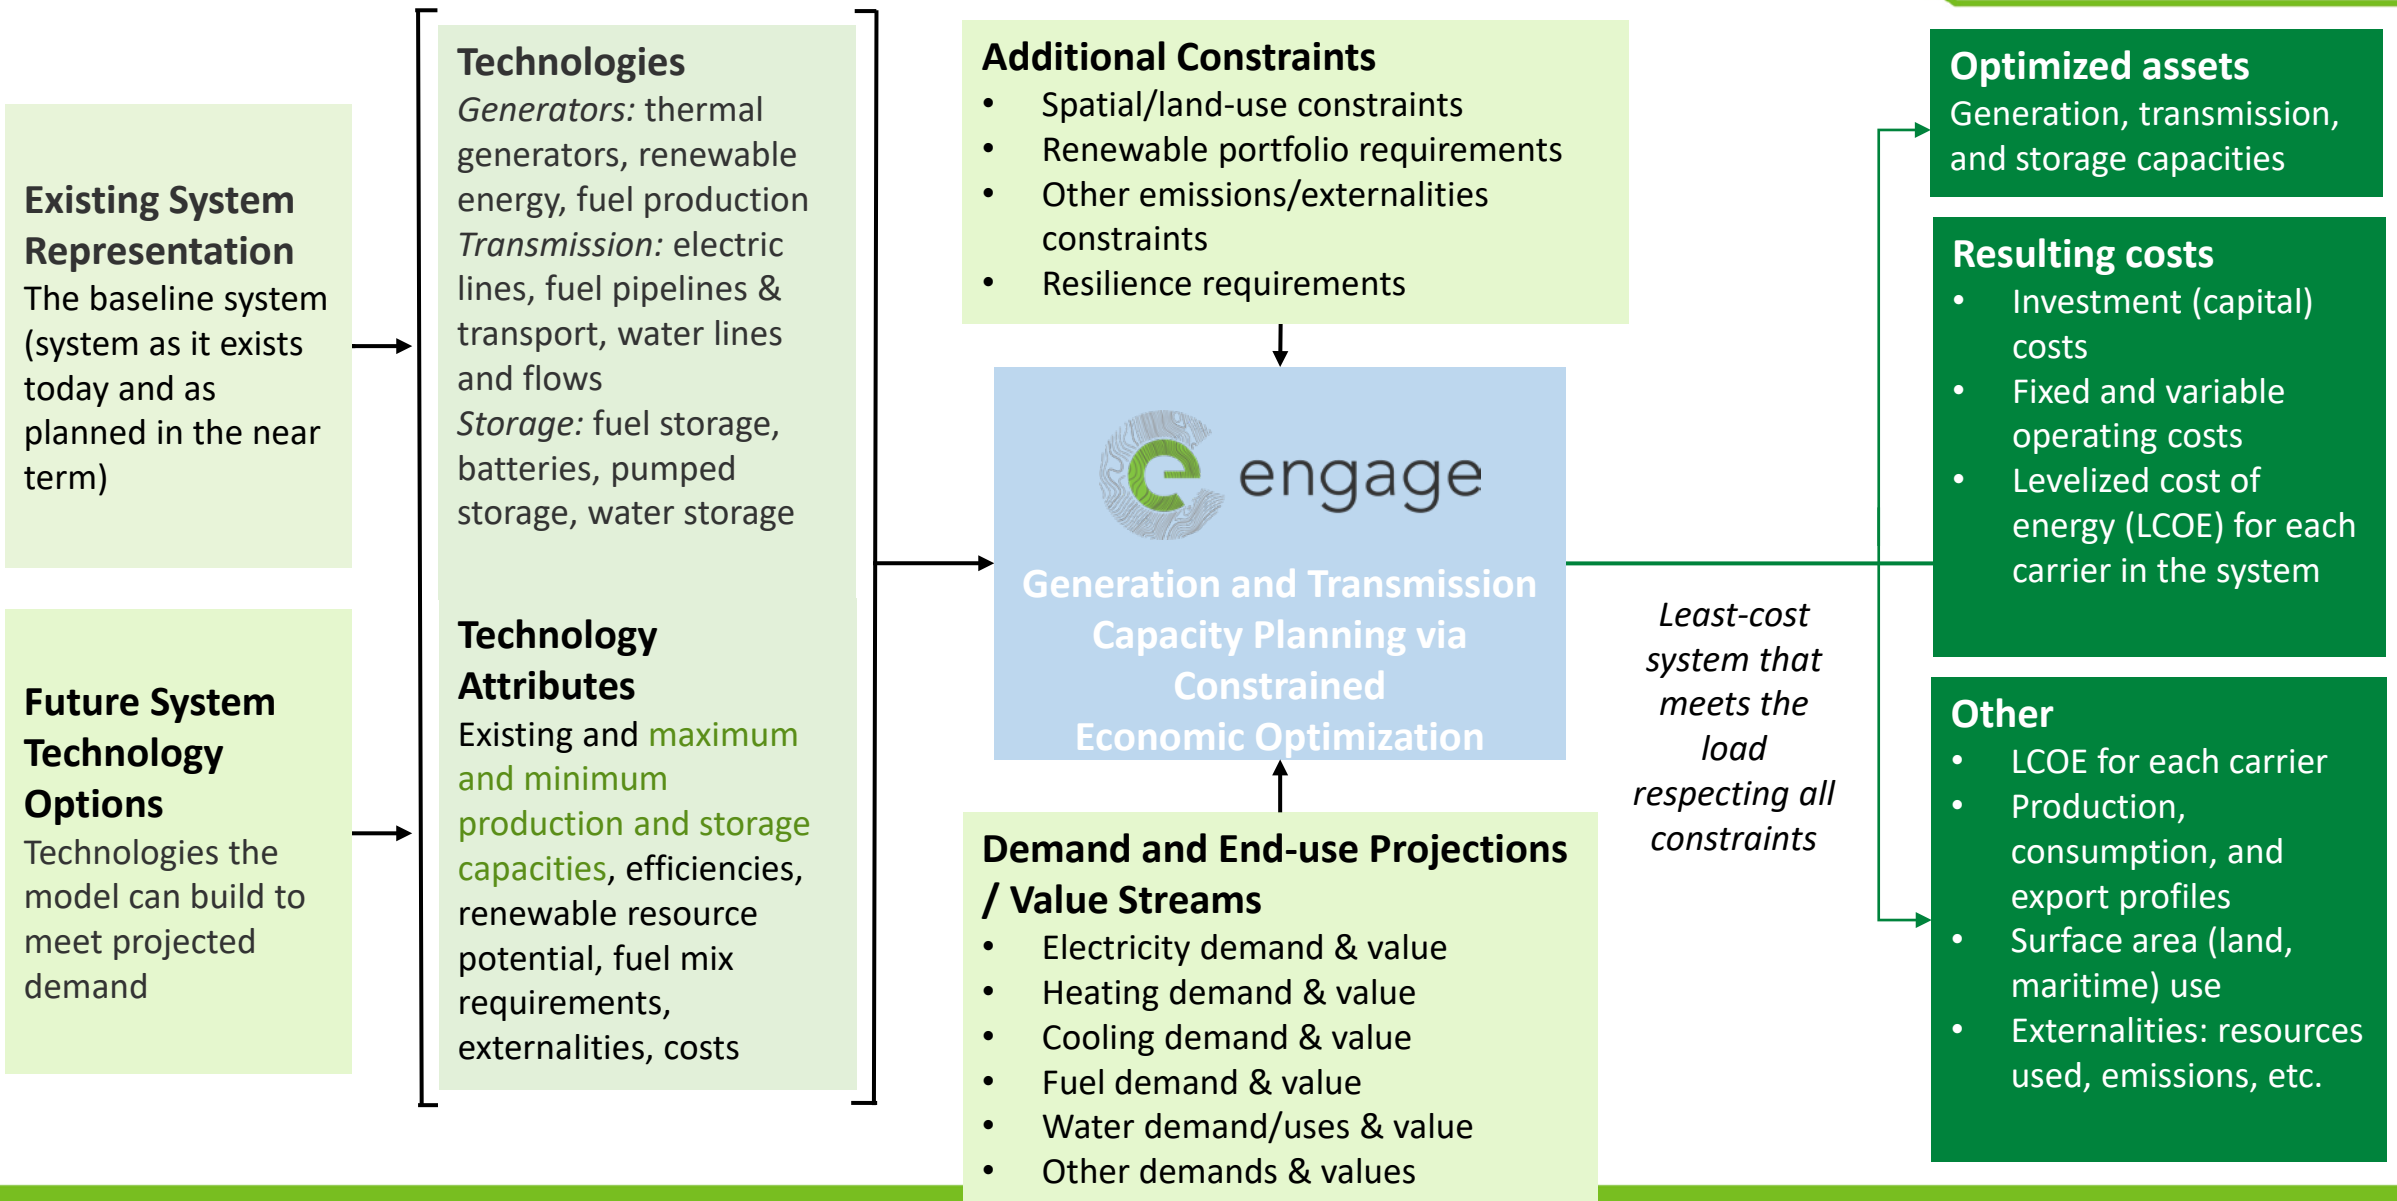 Existing System
Representation
The baseline system
(system as it exists
today and as
planned in the near
term)
Future System
Technology
Options
Technologies the
model can build to
meet projected
demand
Technologies
Generators: thermal
generators, renewable
energy, fuel production
Transmission: electric
lines, fuel pipelines &
transport, water lines
and flows
Storage: fuel storage,
batteries, pumped
storage, water storage
Technology
Attributes
Existing and maximum
and minimum
production and storage
capacities, efficiencies,
renewable resource
potential, fuel mix
requirements,
externalities, costs
Additional Constraints
• Spatial/land-use constraints
• Renewable portfolio requirements
• Other emissions/externalities
constraints
• Resilience requirements
e engage
Generation and Transmission
Capacity Planning via
Constrained
Economic Optimization
Demand and End-use Projections
/ Value Streams
• Electricity demand & value
• Heating demand & value
• Cooling demand & value
• Fuel demand & value
• Water demand/uses & value
• Other demands & values
Least-cost
system that
meets the
load
respecting all
constraints
Optimized assets
Generation, transmission,
and storage capacities
Resulting costs
• Investment (capital)
costs
• Fixed and variable
operating costs
• Levelized cost of
energy (LCOE) for each
carrier in the system
Other
• LCOE for each carrier
• Production,
consumption, and
export profiles
• Surface area (land,
maritime) use
• Externalities: resources
used, emissions, etc.